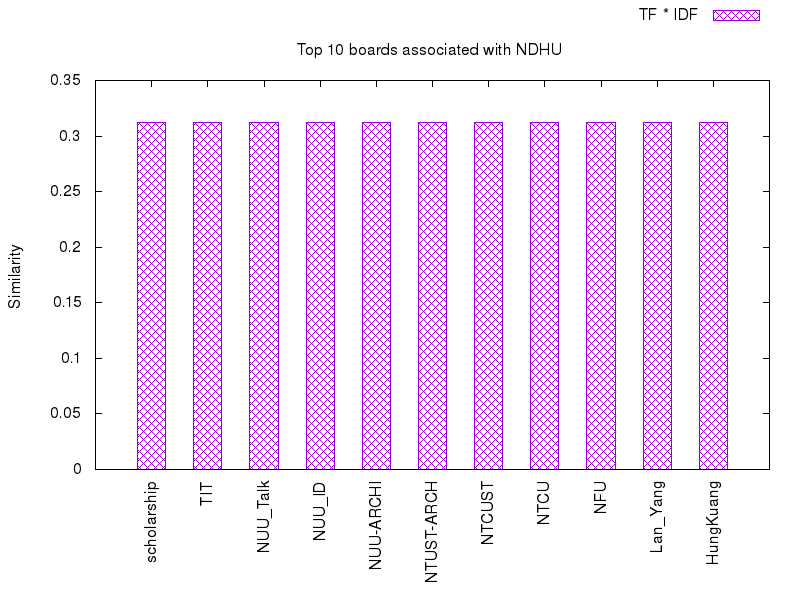 TF * IDF
Top 10 boards associated with NDHU
0.35
0.3
0.25
0.2
0.15
0.1
0.05
0
Similarity
scholarship
TIT
NUU_Talk
NUU_ID
NUU-ARCHI
NTUST-ARCH
NTCUST
NTCU
NFU
Lan_Yang
HungKuang